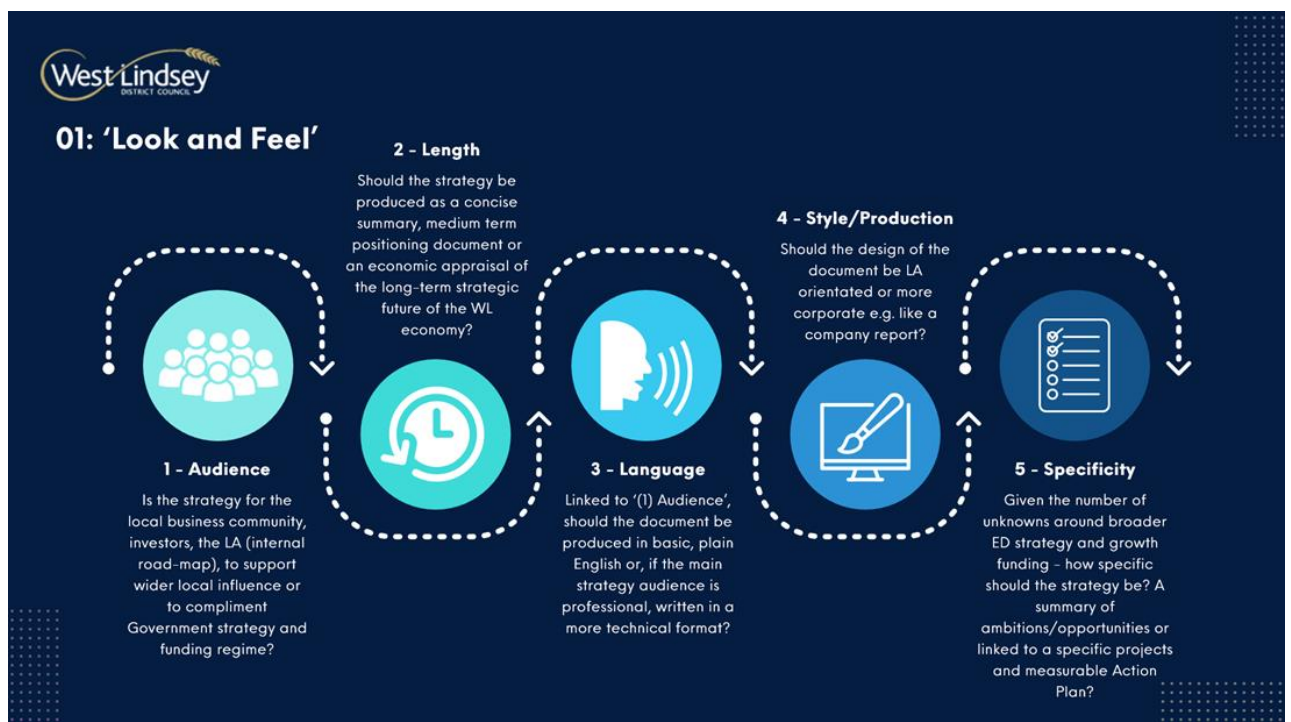 West Lindsey
DISTRICT COUNCIL
01: ‘Look and Feel’
1 - Audience
Is the strategy for the
local business community,
investors, the LA (internal
road-map), to support
wider local influence or
to compliment
Government strategy and
funding regime?
2 - Length
Should the strategy be
produced as a concise
summary, medium term
positioning document or
an economic appraisal of
the long-term strategic
future of the WL
economy?
3 - Language
Linked to ‘(1) Audience’,
should the document be
produced in basic, plain
English or, if the main
strategy audience is
professional, written in a
more technical format?
4 - Style/Production
Should the design of the
document be LA
orientated or more
corporate e.g. like a
company report?
5 - Specificity
Given the number of
unknowns around broader
ED strategy and growth
funding - how specific
should the strategy be? A
summary of
ambitions/opportunities or
linked to a specific projects
and measurable Action
Plan?